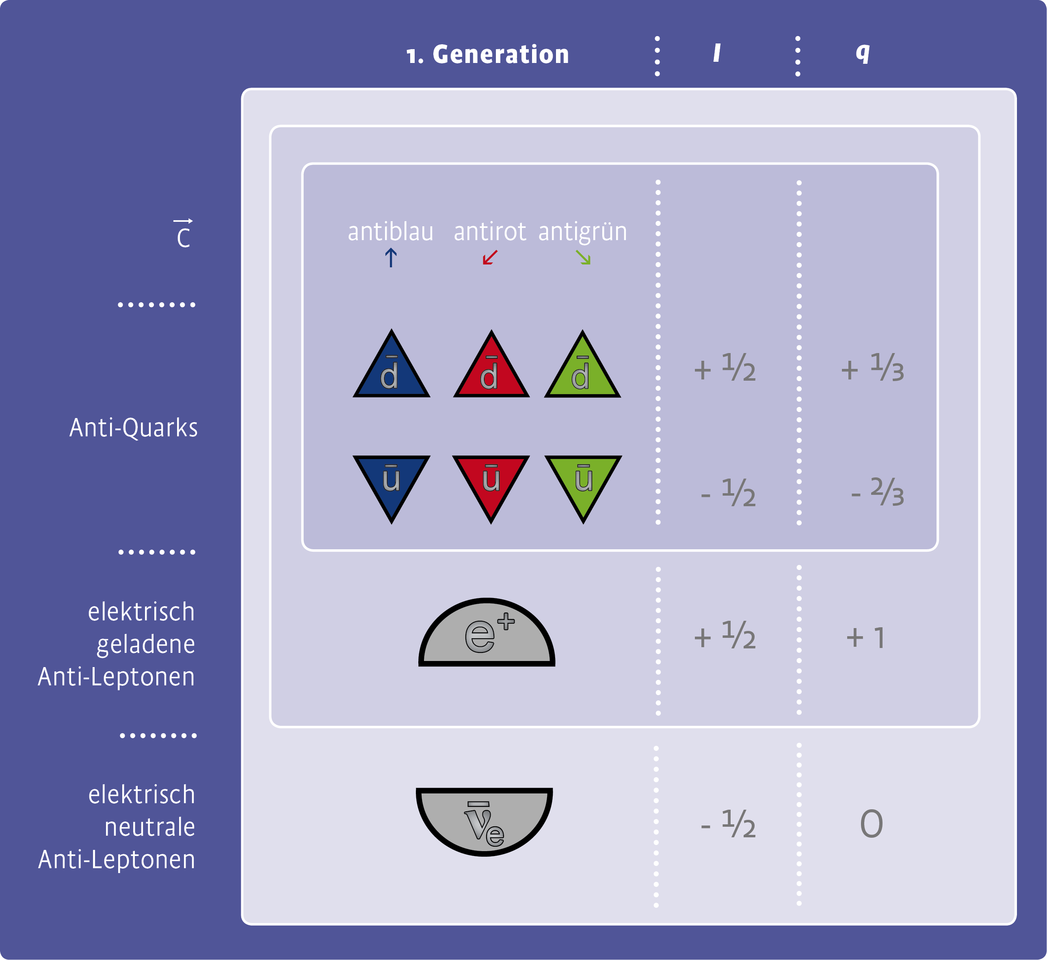 1. Generation I q
C⃗
antiblau antirot antigrün
↑ ↙ ↘
Anti-Quarks
d̄ d̄ d̄ + ½ + ⅓
ū ū ū - ½ - ⅔
elektrisch
geladene
Anti-Leptonen
e⁺ + ½ + 1
elektrisch
neutrale
Anti-Leptonen
ν̄e - ½ 0